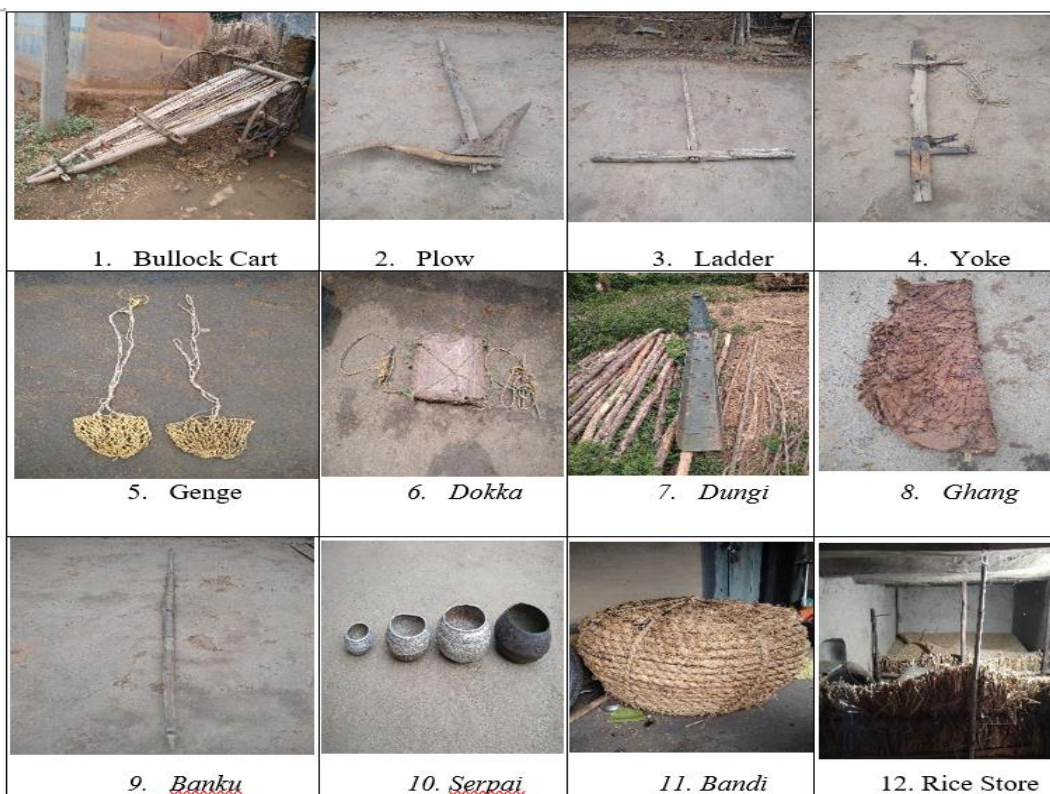 1. Bullock Cart
2. Plow
3. Ladder
4. Yoke
5. Genge
6. Dokka
7. Dungi
8. Ghang
9. Banku
10. Serpai
11. Bandi
12. Rice Store